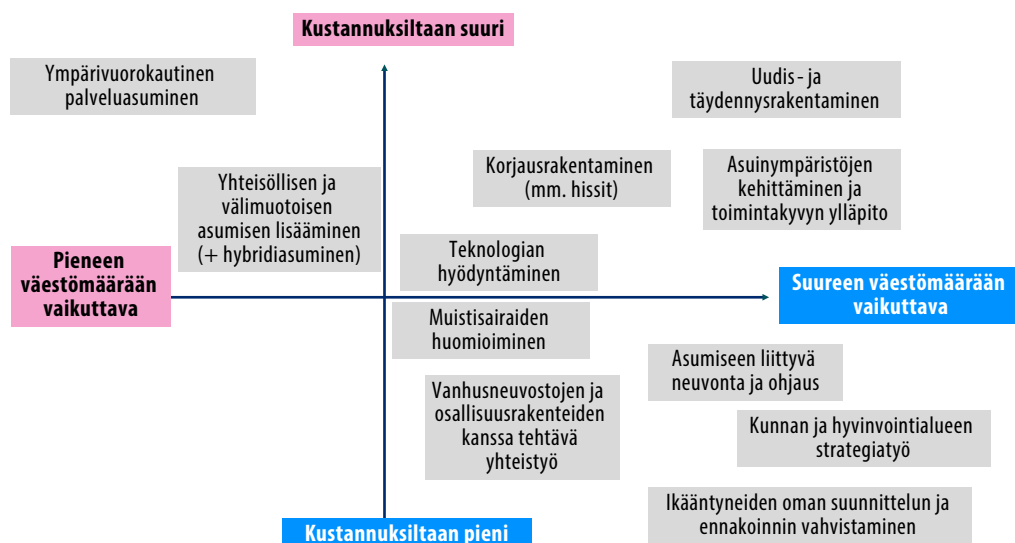 Kustannuksiltaan suuri
Ympärivuorokautinen
palveluasuminen
Uudis- ja
täydennysrakentaminen
Korjausrakentaminen
(mm. hissit)
Asuinympäristöjen
kehittäminen ja
toimintakyvyn ylläpito
Yhteisöllisen ja
välimuotoisen
asumisen lisääminen
(+ hybridiasuminen)
Teknologian
hyödyntäminen
Pieneen
väestömäärään
vaikuttava
Suureen väestömäärään
vaikuttava
Muistisairaiden
huomioiminen
Asumiseen liittyvä
neuvonta ja ohjaus
Vanhusneuvostojen ja
osallisuusrakenteiden
kanssa tehtävä
yhteistyö
Kunnan ja hyvinvointialueen
strategiatyö
Ikääntyneiden oman suunnittelun ja
ennakoinnin vahvistaminen
Kustannuksiltaan pieni